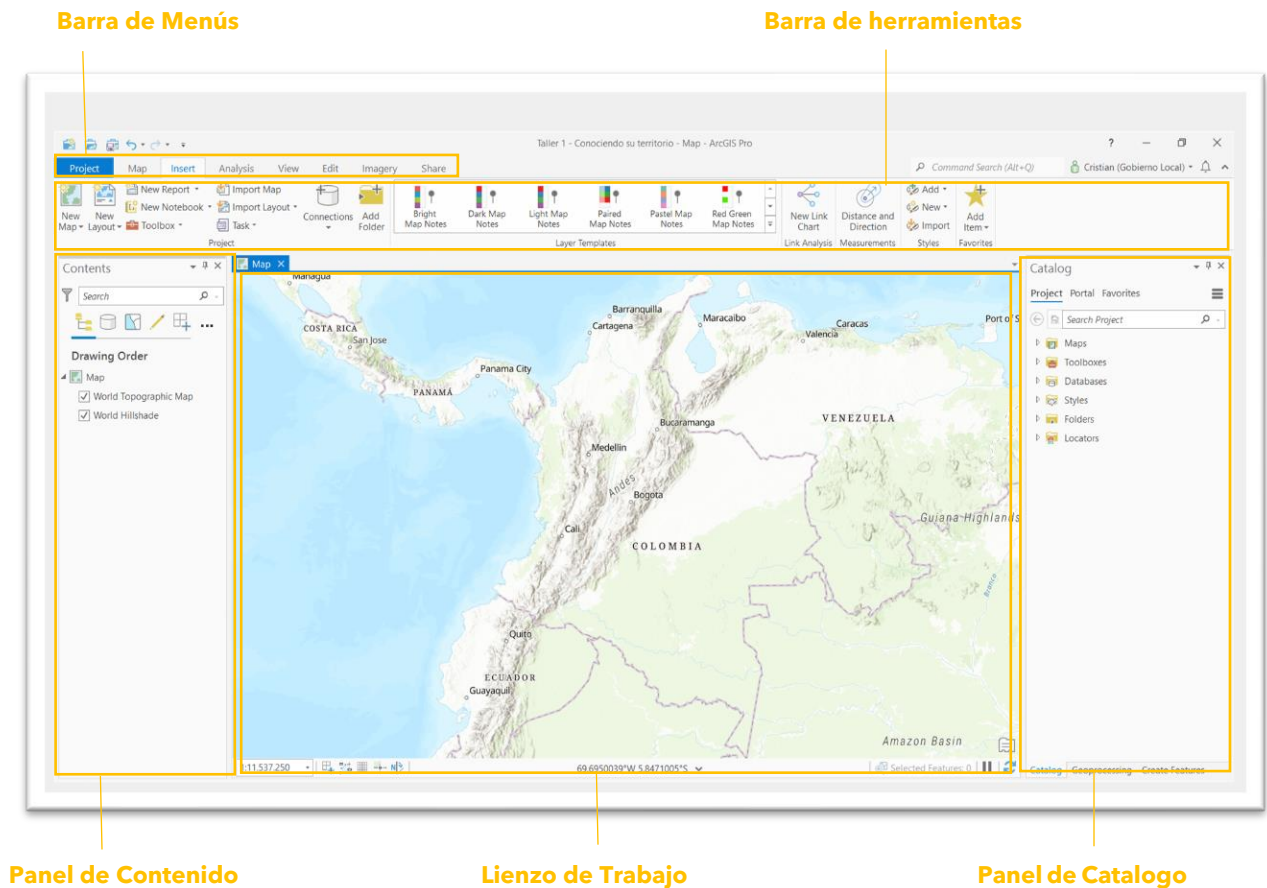 Barra de Menús
Barra de herramientas
Taller 1 - Conociendo su territorio - Map - ArcGIS Pro
?
Project Map Insert Analysis View Edit Imagery Share
Command Search (Alt+Q)
Cristian (Gobierno Local)
New Map
New Layout
New Report
New Notebook
Toolbox
Import Map
Import Layout
Task
Connections
Add Folder
Project
Bright Map Notes
Dark Map Notes
Light Map Notes
Paired Map Notes
Pastel Map Notes
Red Green Map Notes
Layer Templates
New Link Chart
Link Analysis
Distance and Direction
Measurements
Add
New
Import
Styles
Add Item
Favorites
Contents
Search
Drawing Order
Map
World Topographic Map
World Hillshade
Map
Managua
COSTA RICA
San Jose
Barranquilla
Cartagena
Maracaibo
Valencia
Caracas
Port o' S
Panama City
PANAMÁ
Bucaramanga
VENEZUELA
Medellin
Andes
Bogota
Guiana Highlands
Cali
COLOMBIA
Branco
Quito
ECUADOR
Guayaquil
Amazon Basin
1:11.537.250
69,6950039°W 5,8471005°S
Selected Features: 0
Catalog
Project Portal Favorites
Search Project
Maps
Toolboxes
Databases
Styles
Folders
Locators
Catalog Geoprocessing Create Features
Panel de Contenido
Lienzo de Trabajo
Panel de Catalogo